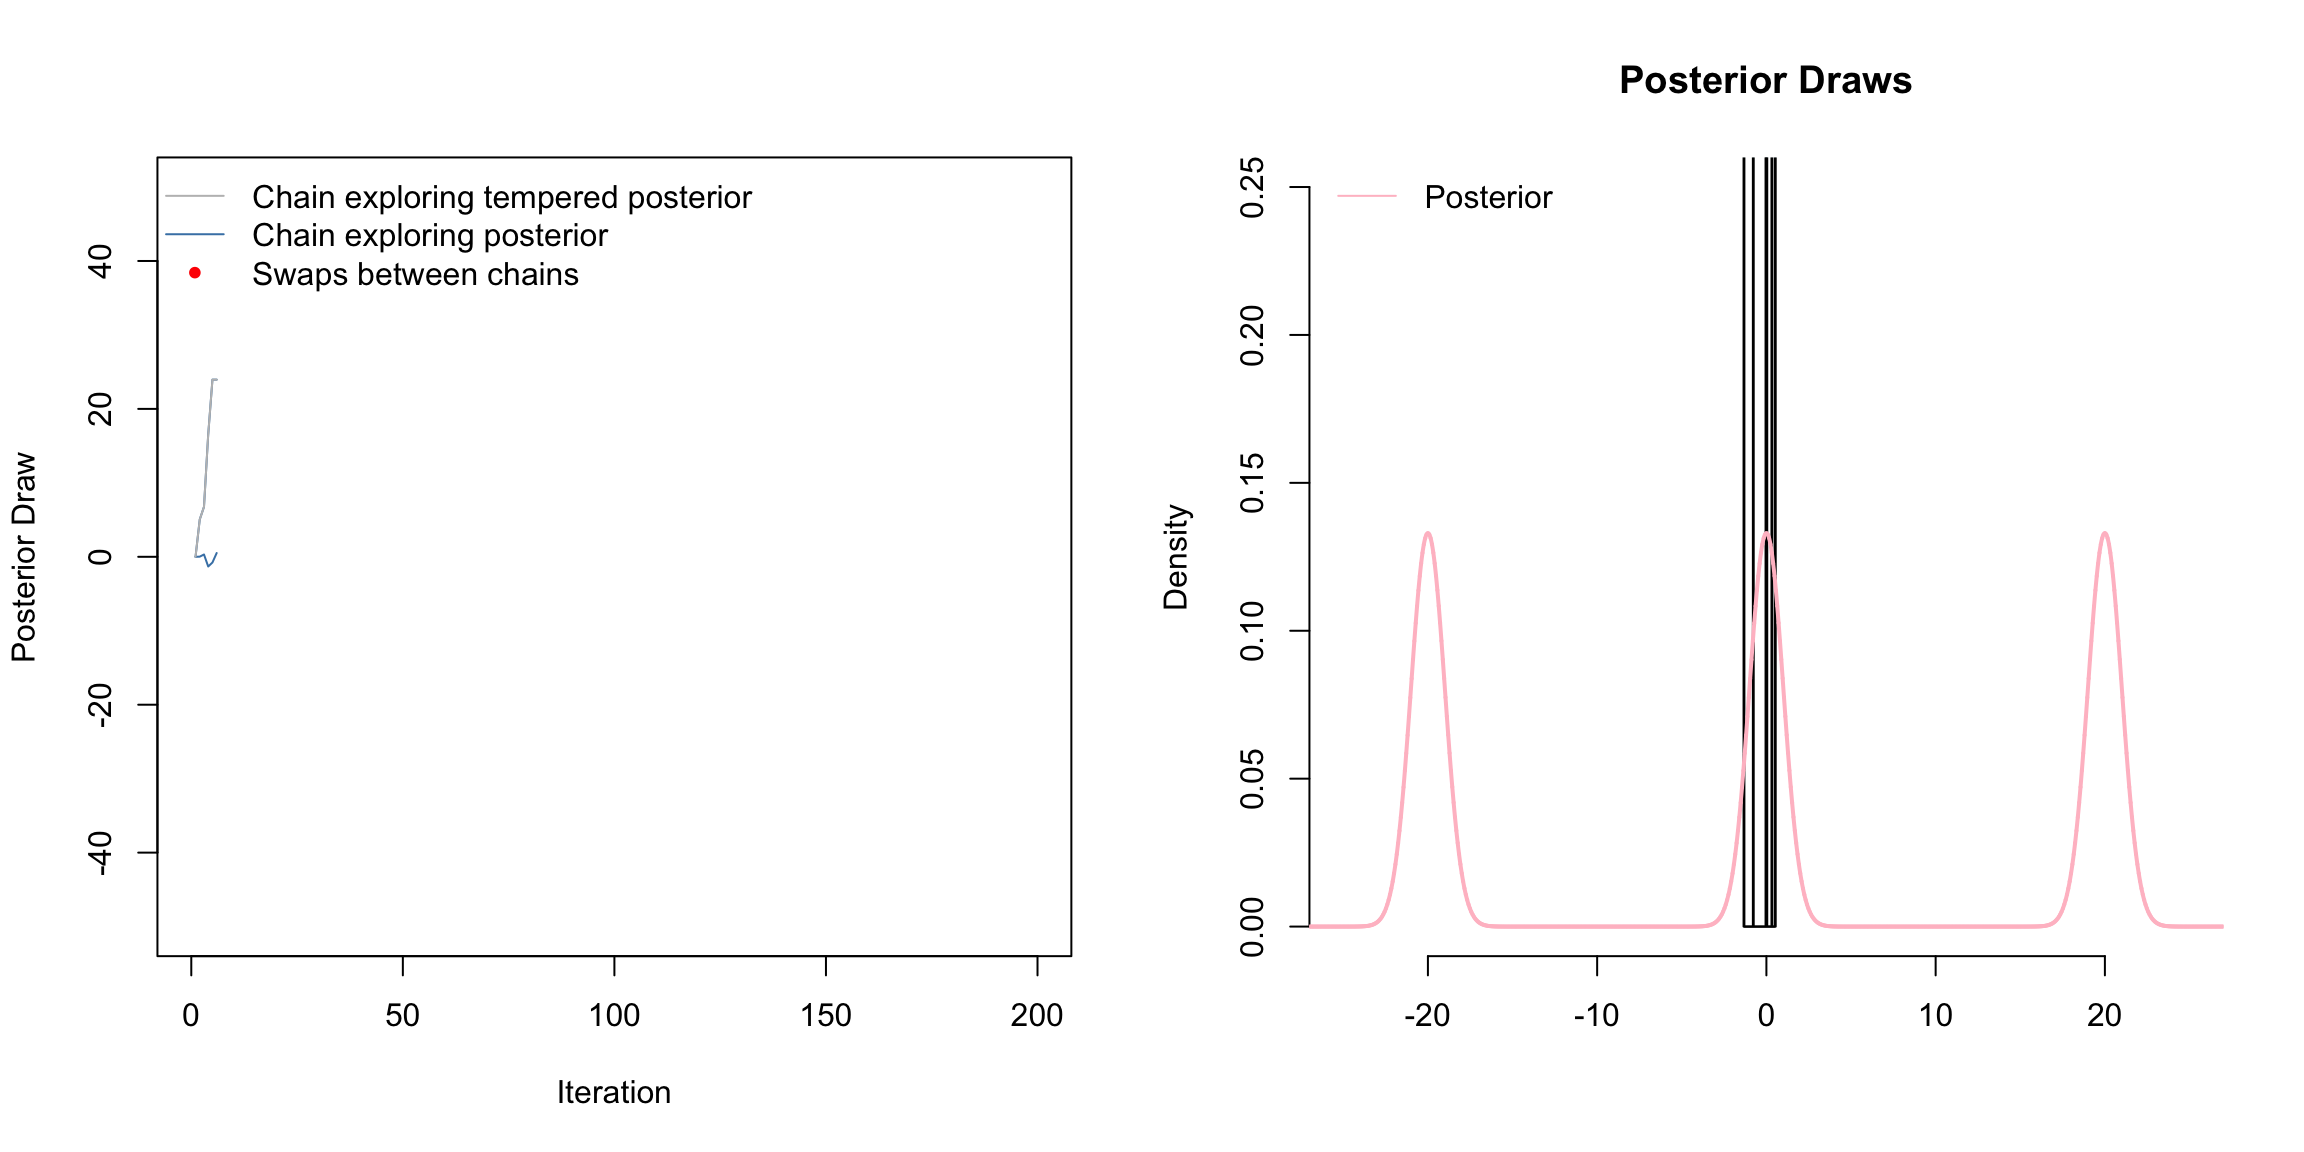 Chain exploring tempered posterior
Chain exploring posterior
Swaps between chains
Posterior Draw
40
20
0
-20
-40
0 50 100 150 200
Iteration
Posterior Draws
Posterior
Density
0.25
0.20
0.15
0.10
0.05
0.00
-20 -10 0 10 20